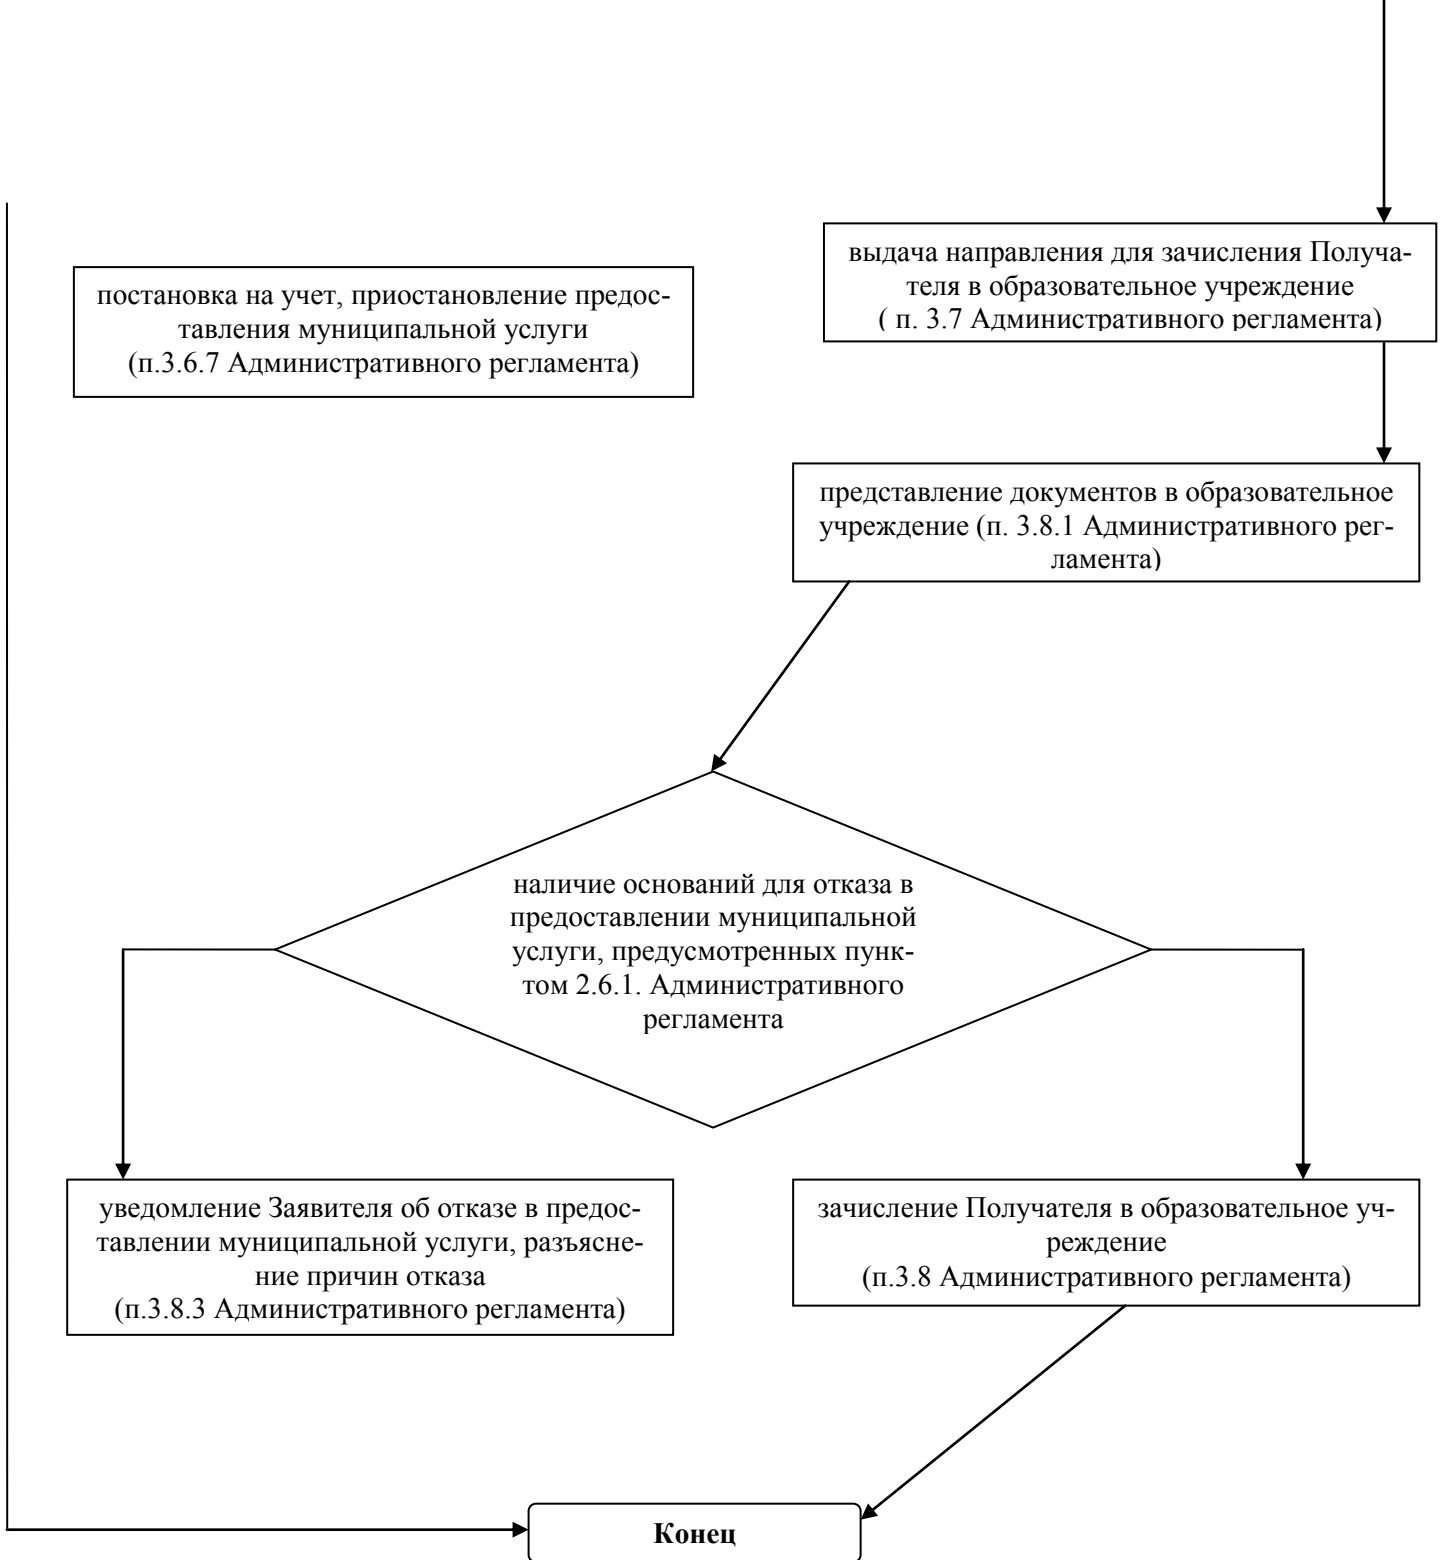 выдача направления для зачисления Получа-
теля в образовательное учреждение
( п. 3.7 Административного регламента)
постановка на учет, приостановление предос-
тавления муниципальной услуги
(п.3.6.7 Административного регламента)
представление документов в образовательное
учреждение (п. 3.8.1 Административного рег-
ламента)
наличие оснований для отказа в
предоставлении муниципальной
услуги, предусмотренных пунк-
том 2.6.1. Административного
регламента
уведомление Заявителя об отказе в предос-
тавлении муниципальной услуги, разъясне-
ние причин отказа
(п.3.8.3 Административного регламента)
зачисление Получателя в образовательное уч-
реждение
(п.3.8 Административного регламента)
Конец